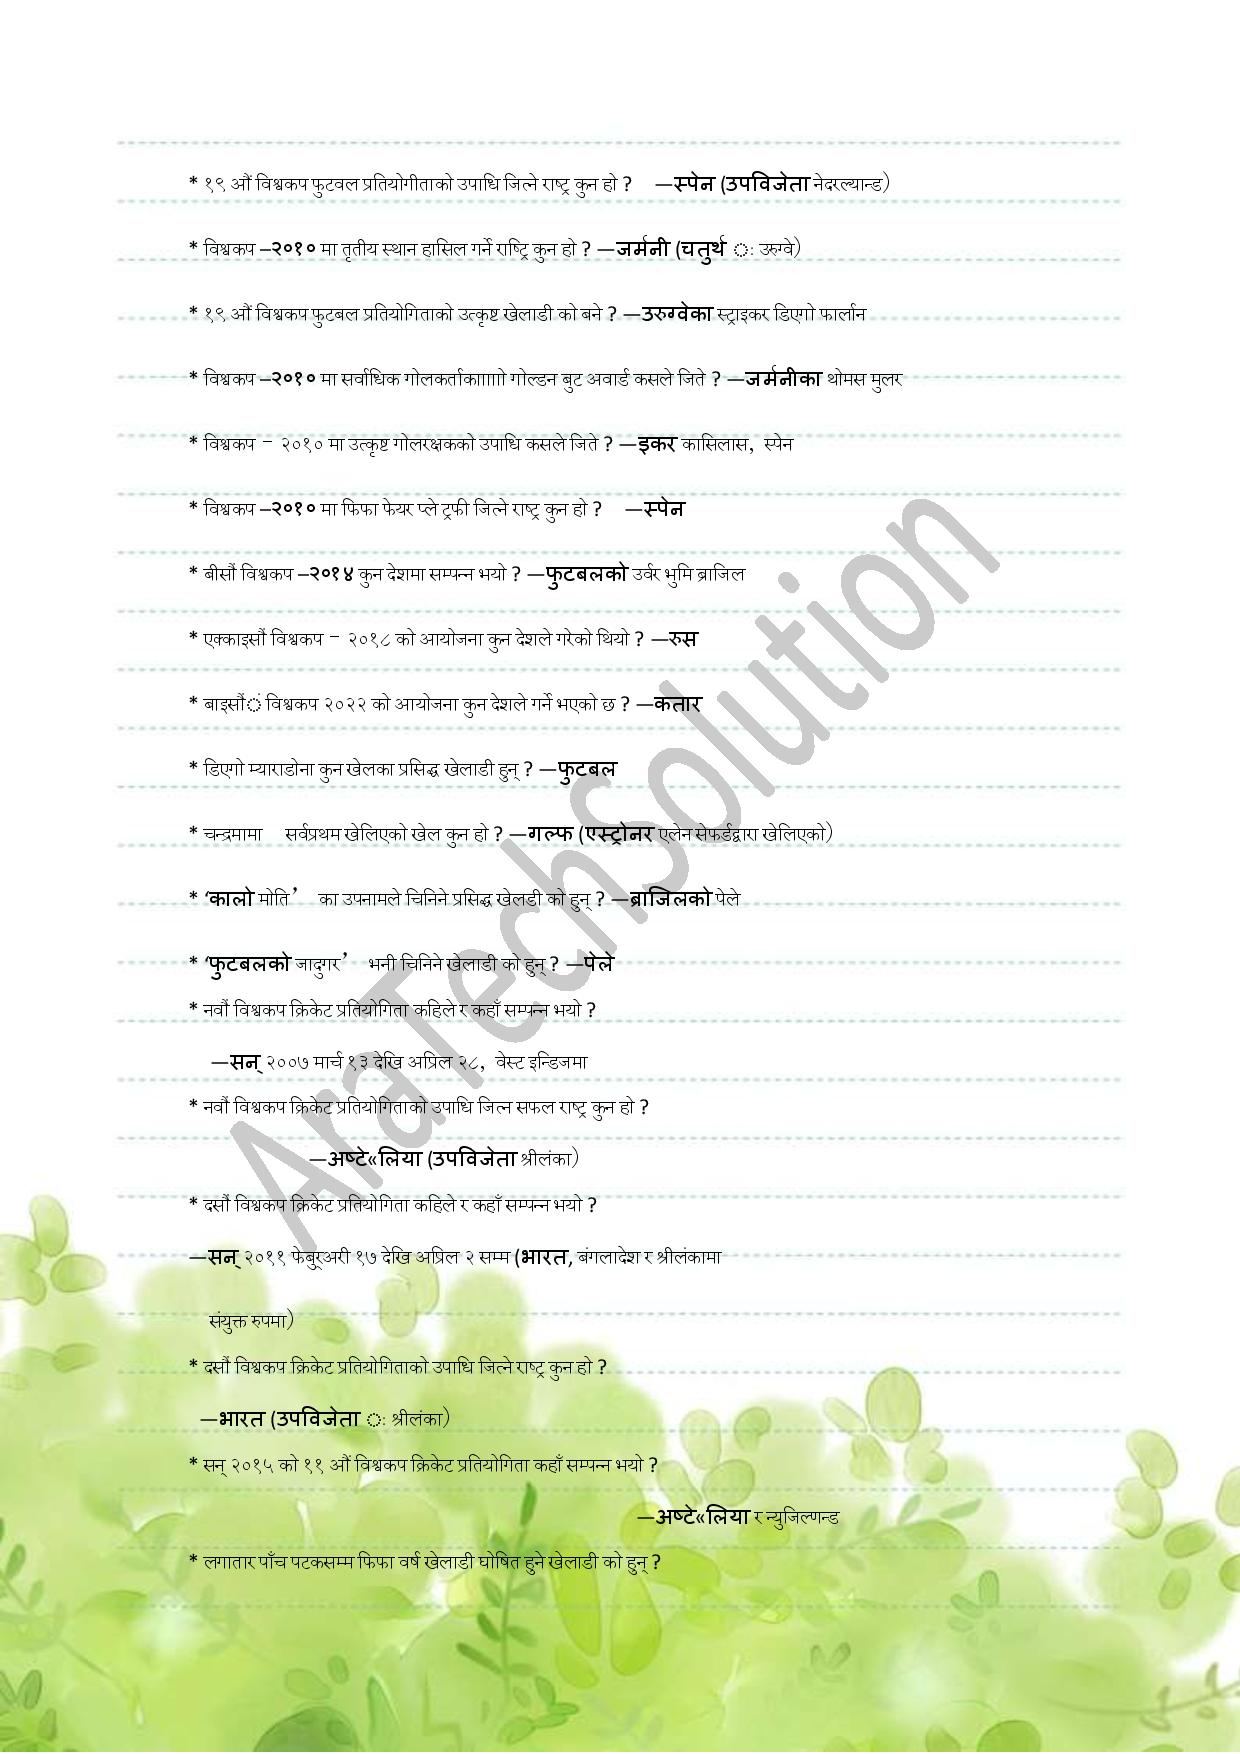 * १९ औं विश्वकप फुटवल प्रतियोगीताको उपाधि जित्ने राष्ट्र कुन हो ? —स्पेन (उपविजेता नेदरल्यान्ड)
* विश्वकप –२०१० मा तृतीय स्थान हासिल गर्ने राष्ट्रि कुन हो ? —जर्मनी (चतुर्थ ः उरुग्वे)
* १९ औं विश्वकप फुटबल प्रतियोगिताको उत्कृष्ट खेलाडी को बने ? —उरुग्वेका स्ट्राइकर डिएगो फार्लान
* विश्वकप –२०१० मा सर्वाधिक गोलकर्ताकााााो गोल्डन बुट अवार्ड कसले जिते ? —जर्मनीका थोमस मुलर
* विश्वकप – २०१० मा उत्कृष्ट गोलरक्षकको उपाधि कसले जिते ? —इकर कासिलास, स्पेन
* विश्वकप –२०१० मा फिफा फेयर प्ले ट्रफी जित्ने राष्ट्र कुन हो ? —स्पेन
* बीसौं विश्वकप –२०१४ कुन देशमा सम्पन्न भयो ? —फुटबलको उर्वर भुमि ब्राजिल
* एक्काइसौं विश्वकप – २०१८ को आयोजना कुन देशले गरेको थियो ? —रुस
* बाइसौंं विश्वकप २०२२ को आयोजना कुन देशले गर्ने भएको छ ? —कतार
* डिएगो म्याराडोना कुन खेलका प्रसिद्ध खेलाडी हुन् ? —फुटबल
* चन्द्रमामा सर्वप्रथम खेलिएको खेल कुन हो ? —गल्फ (एस्ट्रोनर एलेन सेफर्डद्वारा खेलिएको)
* ‘कालो मोति’ का उपनामले चिनिने प्रसिद्ध खेलडी को हुन् ? —ब्राजिलको पेले
* ‘फुटबलको जादुगर’ भनी चिनिने खेलाडी को हुन् ? —पेले
* नवौं विश्वकप क्रिकेट प्रतियोगिता कहिले र कहाँ सम्पन्न भयो ?
—सन् २००७ मार्च १३ देखि अप्रिल २८, वेस्ट इन्डिजमा
* नवौं विश्वकप क्रिकेट प्रतियोगिताको उपाधि जित्न सफल राष्ट्र कुन हो ?
—अष्टे«लिया (उपविजेता श्रीलंका)
* दसौं विश्वकप क्रिकेट प्रतियोगिता कहिले र कहाँ सम्पन्न भयो ?
—सन् २०११ फेबु्रअरी १७ देखि अप्रिल २ सम्म (भारत, बंगलादेश र श्रीलंकामा
संयुक्त रुपमा)
* दसौं विश्वकप क्रिकेट प्रतियोगिताको उपाधि जित्ने राष्ट्र कुन हो ?
—भारत (उपविजेता ः श्रीलंका)
* सन् २०१५ को ११ औं विश्वकप क्रिकेट प्रतियोगिता कहाँ सम्पन्न भयो ?
—अष्टे«लिया र न्युजिल्णन्ड
* लगातार पाँच पटकसम्म फिफा वर्ष खेलाडी घोषित हुने खेलाडी को हुन् ?
AraTechSolution